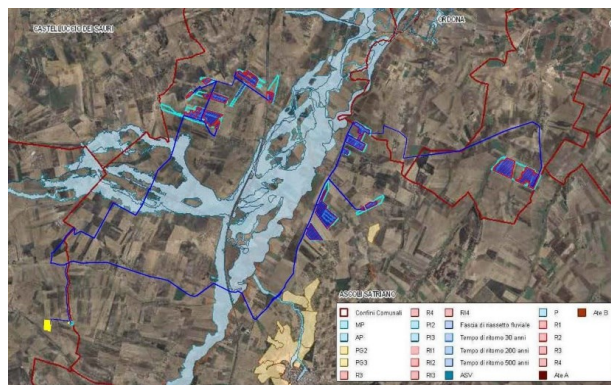 CASTELLUCCIO DEI SAURI
ORDONA
ASCOLI SATRIANO
Confini Comunali
MP
AP
PG2
PG3
R3
R4
PI2
PI3
RI1
RI2
RI3
RI4
Fascia di riassetto fluviale
Tempo di ritorno 30 anni
Tempo di ritorno 200 anni
Tempo di ritorno 500 anni
ASV
P
R1
R2
R3
R4
Ate A
Ate B